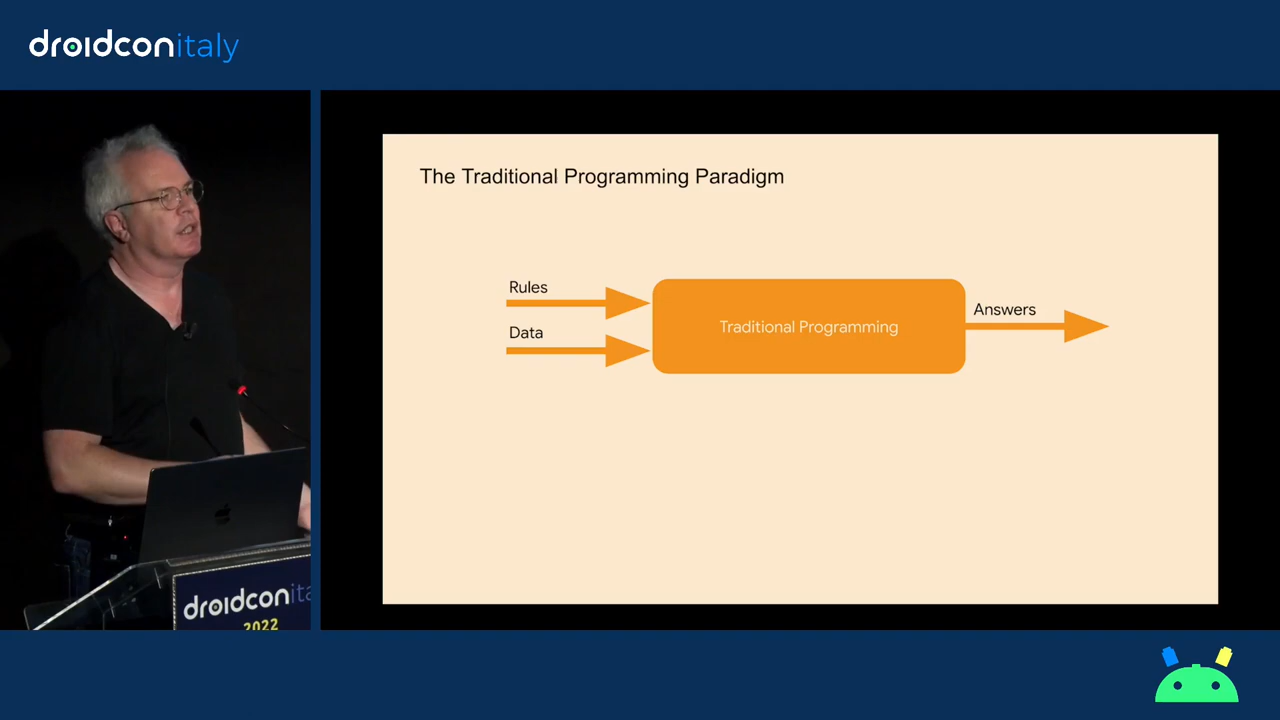 droidconitaly
The Traditional Programming Paradigm
Rules
Data
Traditional Programming
Answers
droidconita
2022